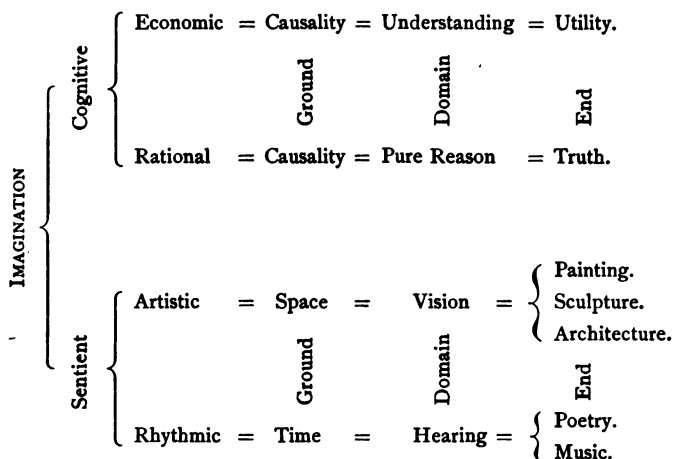 IMAGINATION
Cognitive
Economic = Causality = Understanding = Utility.
Ground Domain End
Rational = Causality = Pure Reason = Truth.
Sentient
Painting.
Artistic = Space = Vision = Sculpture.
Architecture.
Ground Domain End
Poetry.
Rhythmic = Time = Hearing =
Music.